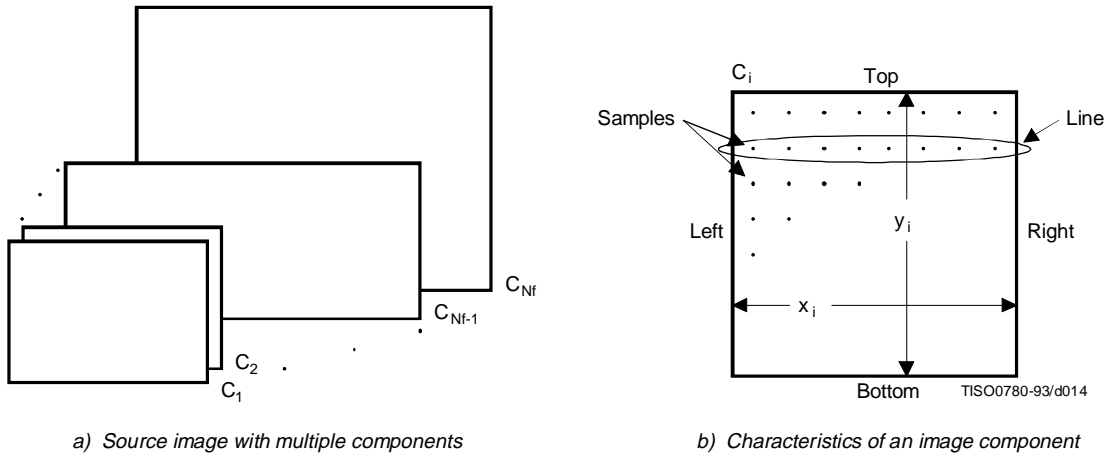 C_Nf
C_Nf-1
C_2
C_1
a) Source image with multiple components
C_i
Top
Samples
Line
Left
y_i
Right
x_i
Bottom
TISO0780-93/d014
b) Characteristics of an image component